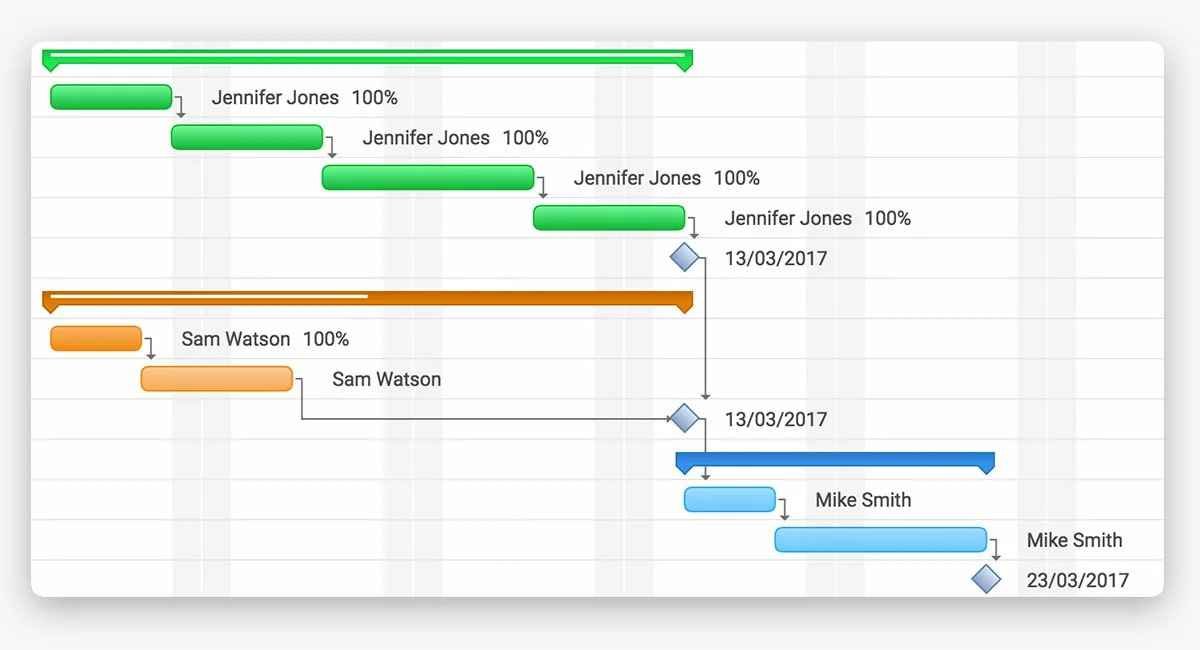 Jennifer Jones 100%
Jennifer Jones 100%
Jennifer Jones 100%
Jennifer Jones 100%
13/03/2017
Sam Watson 100%
Sam Watson
13/03/2017
Mike Smith
Mike Smith
23/03/2017